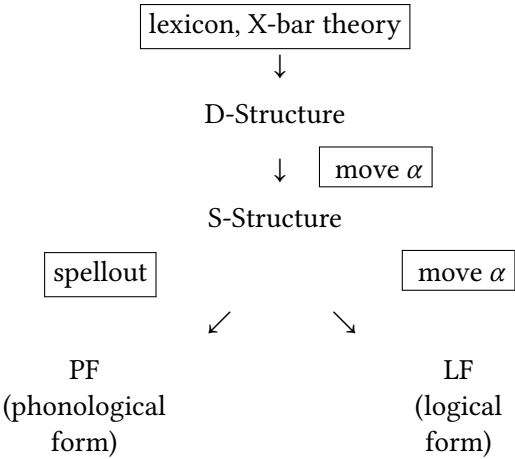 lexicon, X-bar theory
↓
D-Structure
↓ move α
S-Structure
spellout move α
↙ ↘
PF LF
(phonological (logical
form) form)